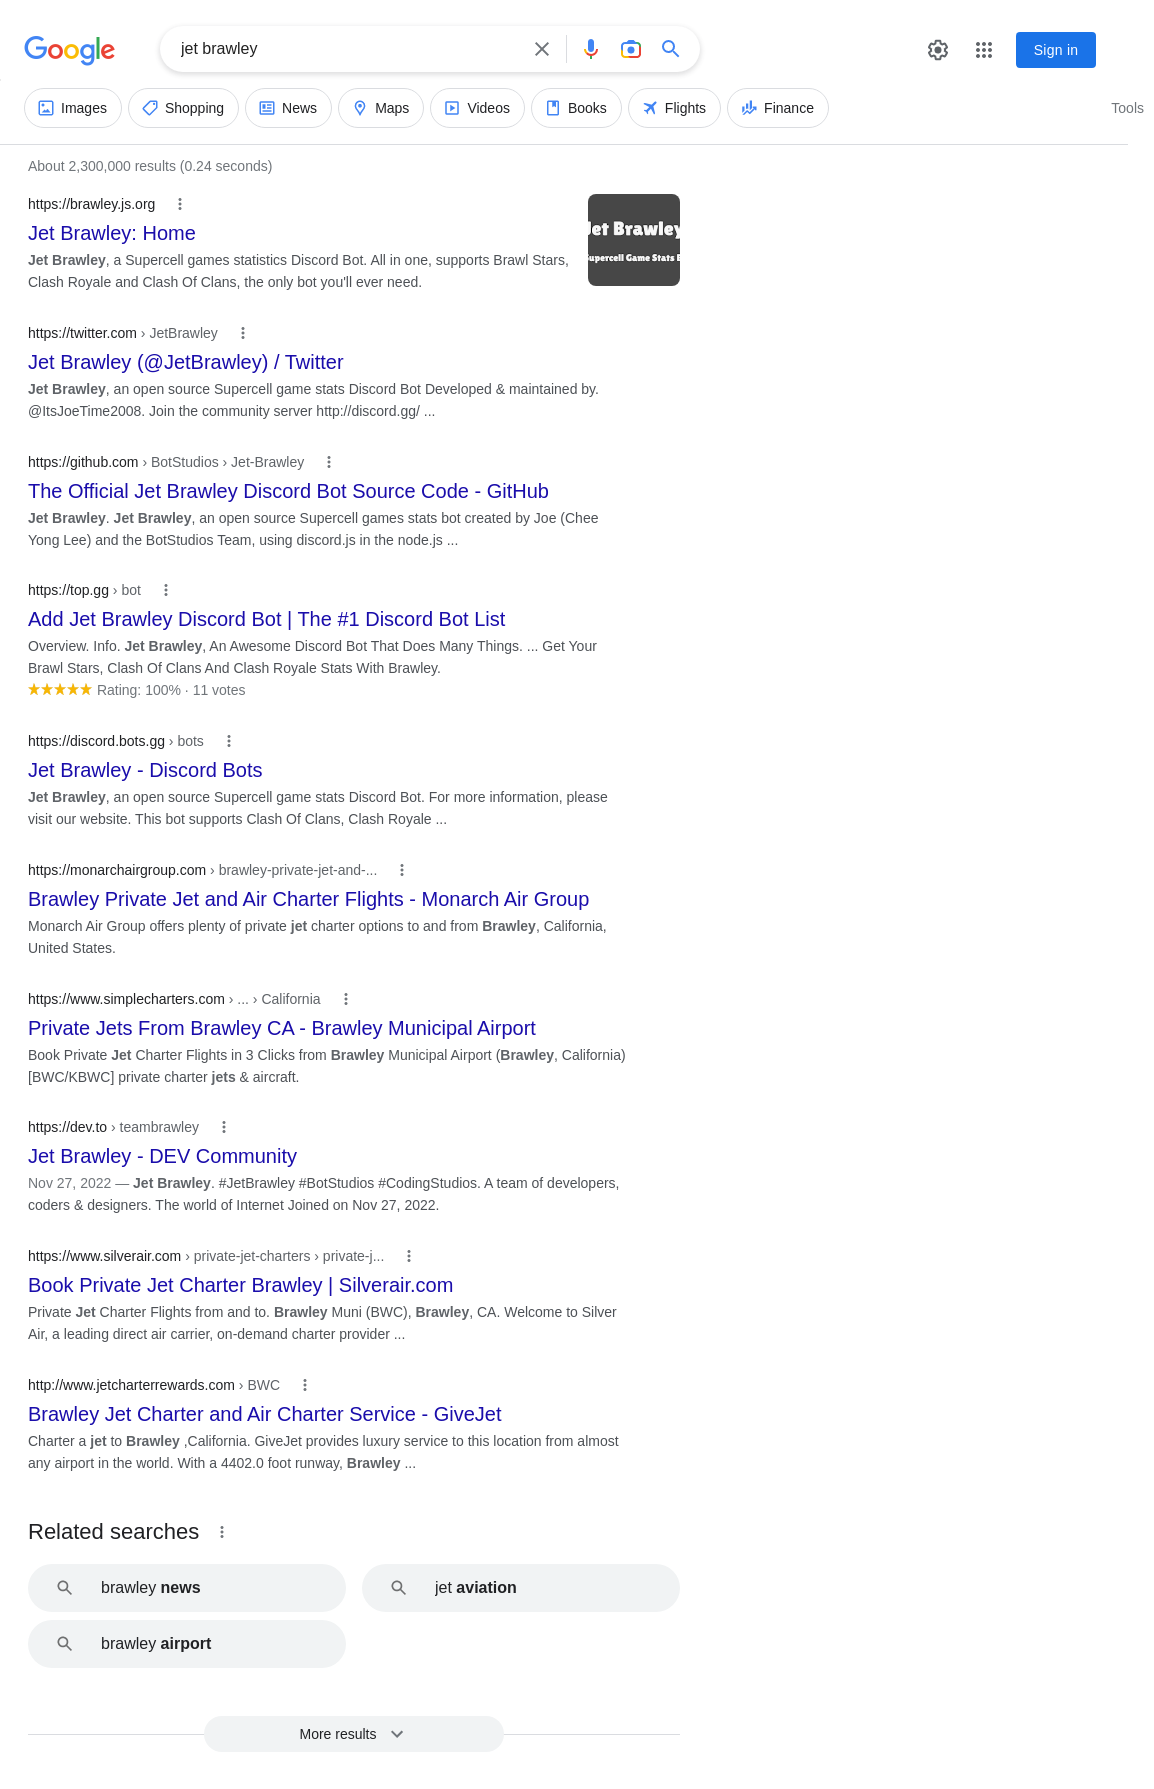 Google
jet brawley
Sign in
Images Shopping News Maps Videos Books Flights Finance Tools
About 2,300,000 results (0.24 seconds)
https://brawley.js.org
Jet Brawley: Home
Jet Brawley, a Supercell games statistics Discord Bot. All in one, supports Brawl Stars,
Clash Royale and Clash Of Clans, the only bot you'll ever need.
Jet Brawley
Supercell Game Stats
https://twitter.com › JetBrawley
Jet Brawley (@JetBrawley) / Twitter
Jet Brawley, an open source Supercell game stats Discord Bot Developed & maintained by.
@ItsJoeTime2008. Join the community server http://discord.gg/ ...
https://github.com › BotStudios › Jet-Brawley
The Official Jet Brawley Discord Bot Source Code - GitHub
Jet Brawley. Jet Brawley, an open source Supercell games stats bot created by Joe (Chee
Yong Lee) and the BotStudios Team, using discord.js in the node.js ...
https://top.gg › bot
Add Jet Brawley Discord Bot | The #1 Discord Bot List
Overview. Info. Jet Brawley, An Awesome Discord Bot That Does Many Things. ... Get Your
Brawl Stars, Clash Of Clans And Clash Royale Stats With Brawley.
Rating: 100% · 11 votes
https://discord.bots.gg › bots
Jet Brawley - Discord Bots
Jet Brawley, an open source Supercell game stats Discord Bot. For more information, please
visit our website. This bot supports Clash Of Clans, Clash Royale ...
https://monarchairgroup.com › brawley-private-jet-and-...
Brawley Private Jet and Air Charter Flights - Monarch Air Group
Monarch Air Group offers plenty of private jet charter options to and from Brawley, California,
United States.
https://www.simplecharters.com › ... › California
Private Jets From Brawley CA - Brawley Municipal Airport
Book Private Jet Charter Flights in 3 Clicks from Brawley Municipal Airport (Brawley, California)
[BWC/KBWC] private charter jets & aircraft.
https://dev.to › teambrawley
Jet Brawley - DEV Community
Nov 27, 2022 — Jet Brawley. #JetBrawley #BotStudios #CodingStudios. A team of developers,
coders & designers. The world of Internet Joined on Nov 27, 2022.
https://www.silverair.com › private-jet-charters › private-j...
Book Private Jet Charter Brawley | Silverair.com
Private Jet Charter Flights from and to. Brawley Muni (BWC), Brawley, CA. Welcome to Silver
Air, a leading direct air carrier, on-demand charter provider ...
http://www.jetcharterrewards.com › BWC
Brawley Jet Charter and Air Charter Service - GiveJet
Charter a jet to Brawley ,California. GiveJet provides luxury service to this location from almost
any airport in the world. With a 4402.0 foot runway, Brawley ...
Related searches
brawley news
jet aviation
brawley airport
More results